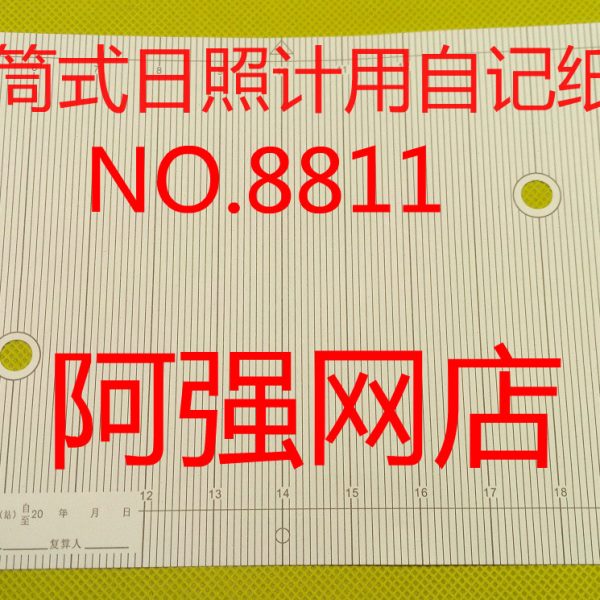 筒式日照计用自记纸
NO.8811
阿强网店
12 13 14 15 16 17 18
(站) 自 20 年 月 日
至
复算人